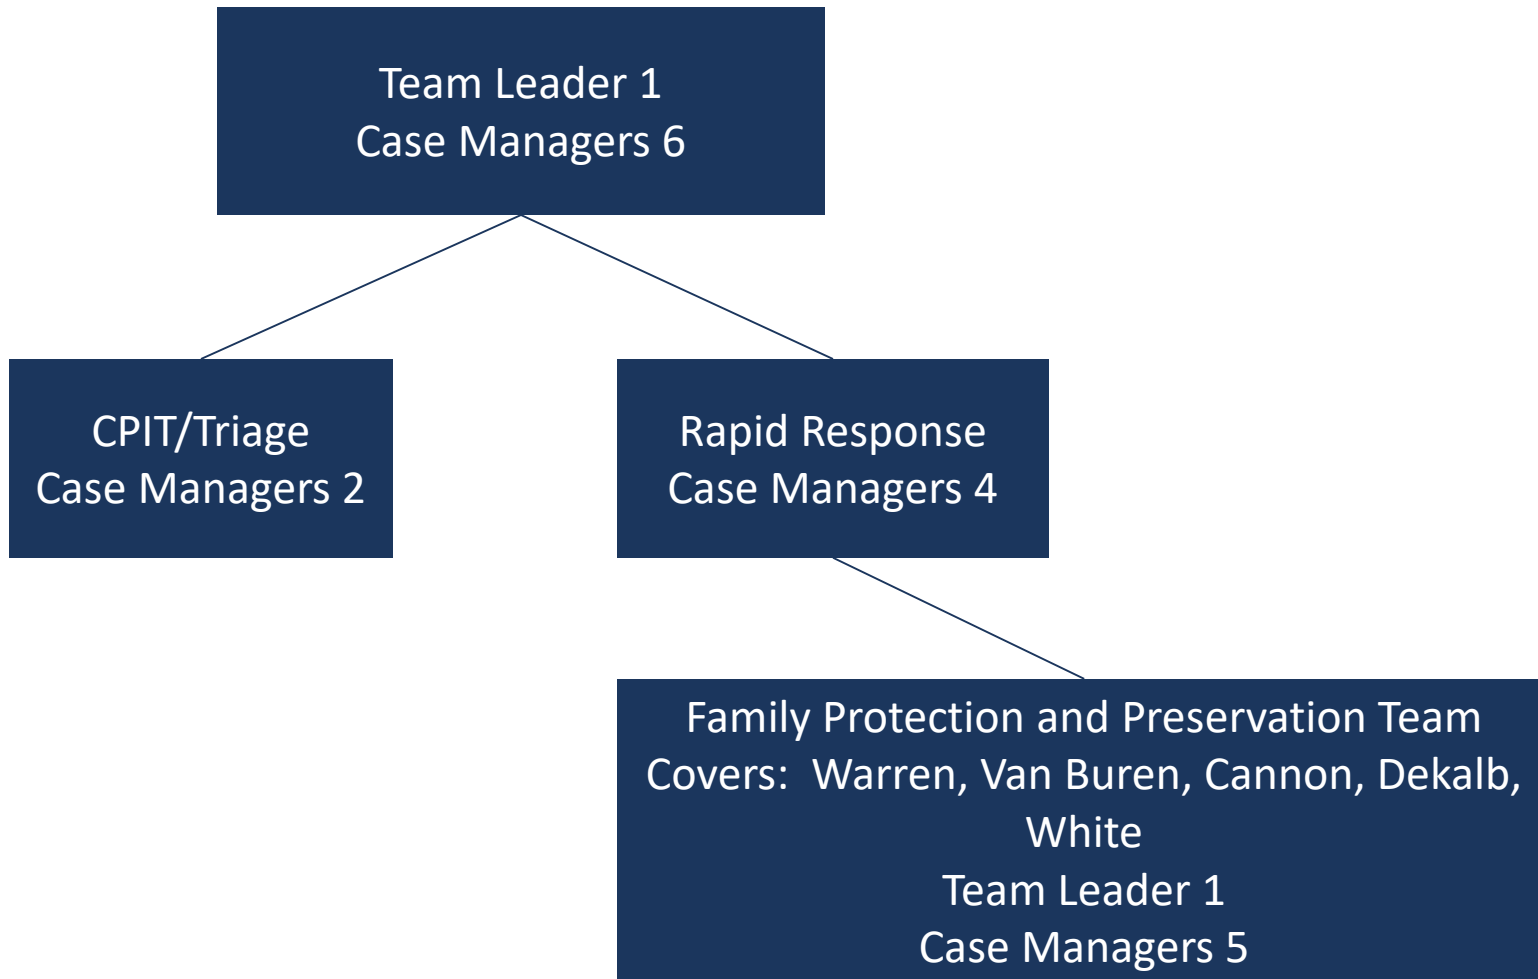 Team Leader 1
Case Managers 6
CPIT/Triage
Case Managers 2
Rapid Response
Case Managers 4
Family Protection and Preservation Team
Covers:  Warren, Van Buren, Cannon, Dekalb,
White
Team Leader 1
Case Managers 5